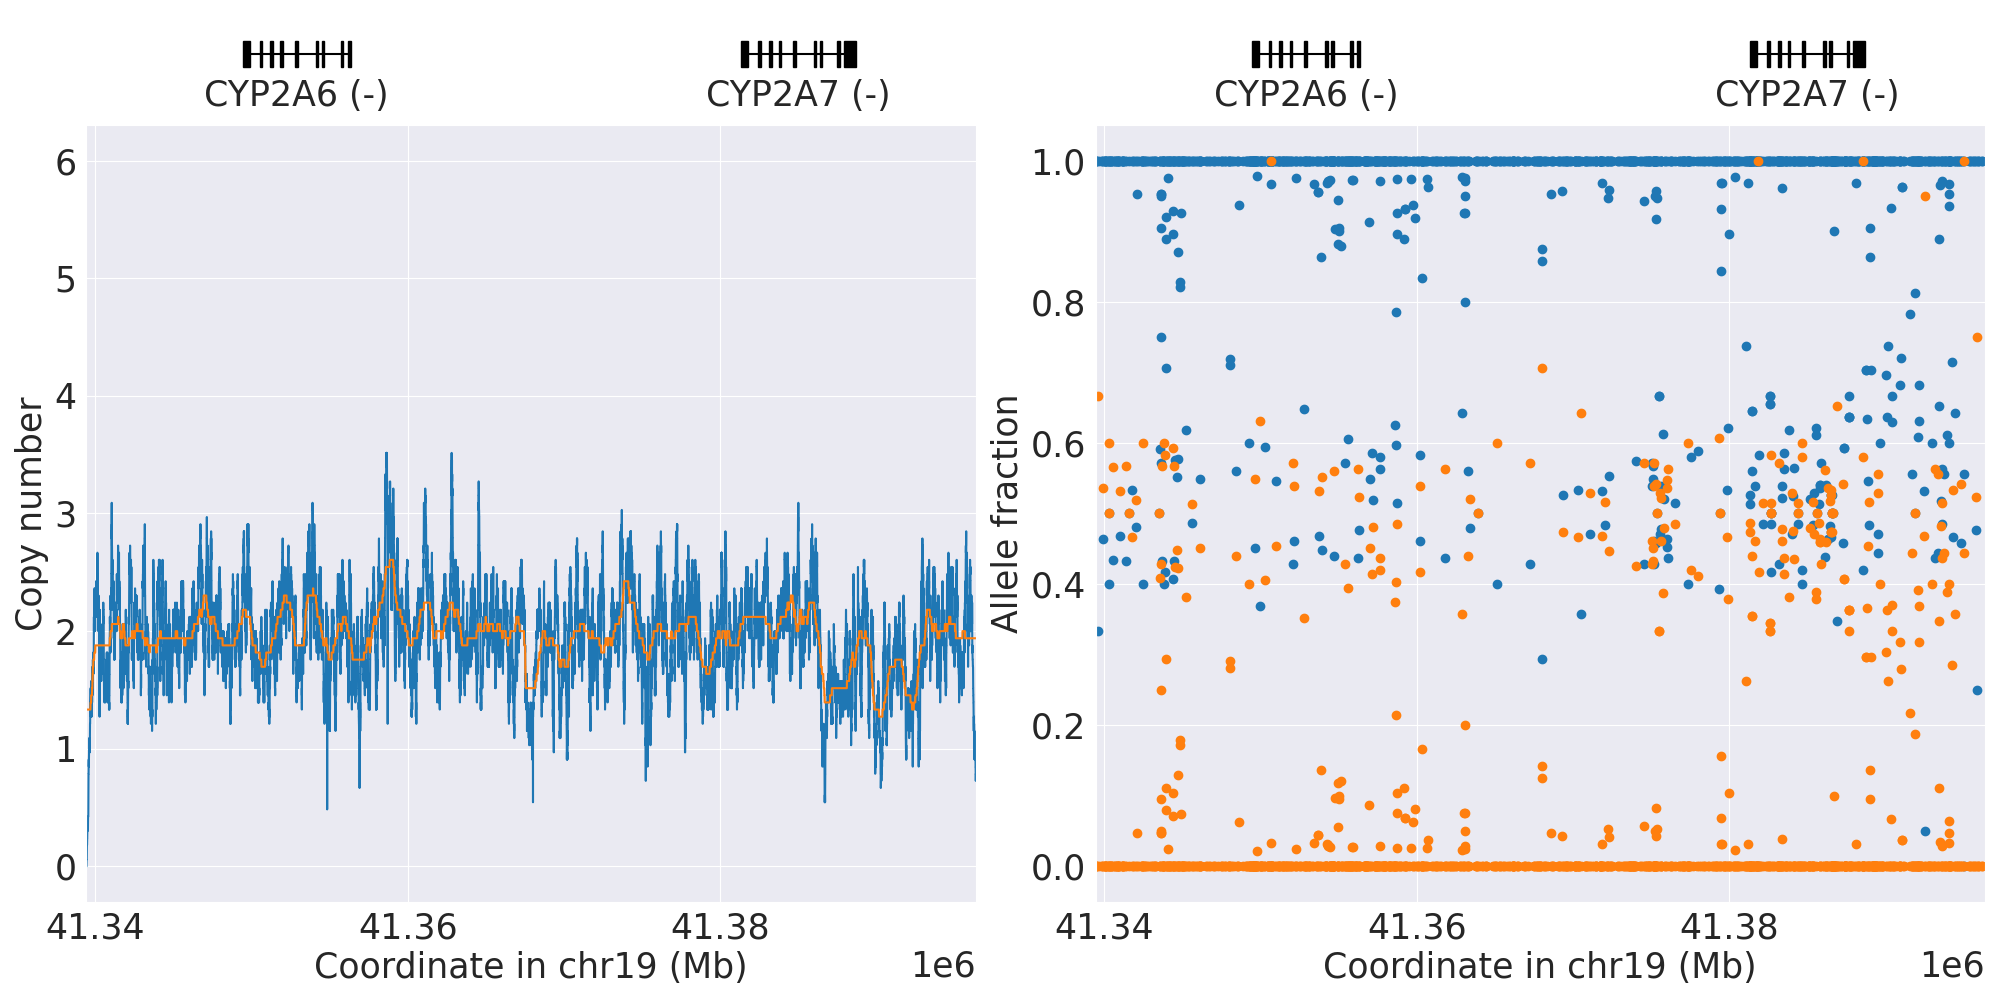 CYP2A6 (-)
CYP2A7 (-)
6
5
4
3
2
1
0
Copy number
41.34
41.36
41.38
Coordinate in chr19 (Mb)
1e6
CYP2A6 (-)
CYP2A7 (-)
1.0
0.8
0.6
0.4
0.2
0.0
Allele fraction
41.34
41.36
41.38
Coordinate in chr19 (Mb)
1e6